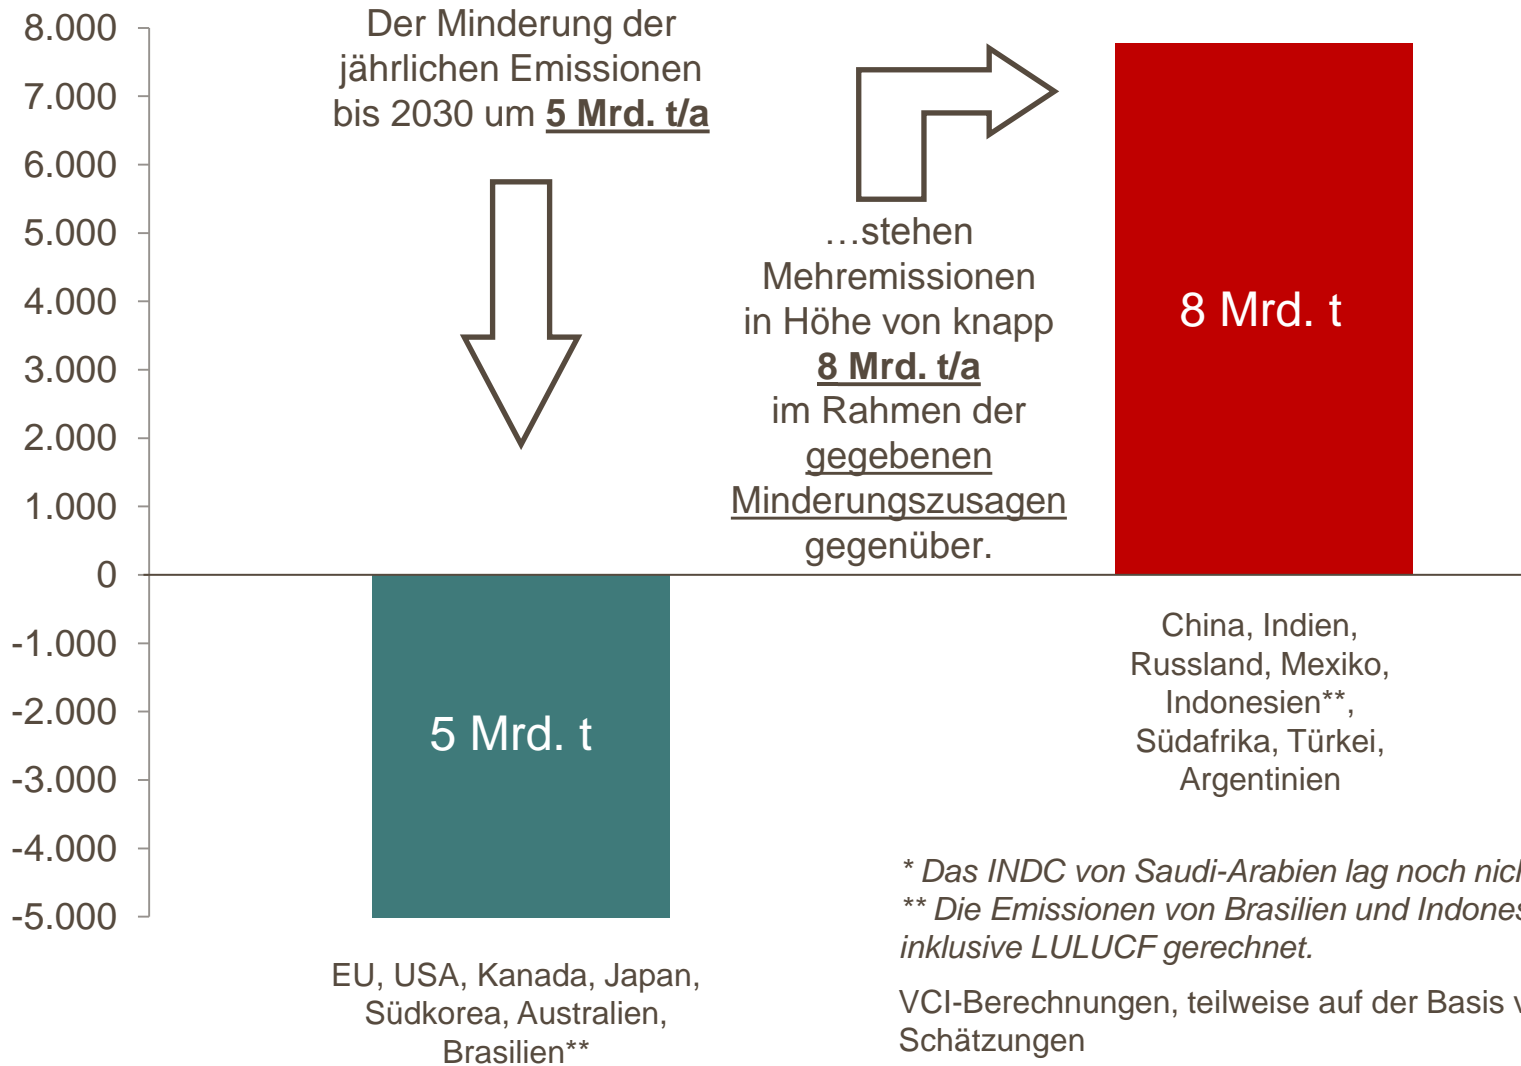 8.000
7.000
6.000
5.000
4.000
3.000
2.000
1.000
0
-1.000
-2.000
-3.000
-4.000
-5.000
Der Minderung der
jährlichen Emissionen
bis 2030 um 5 Mrd. t/a
…stehen
Mehremissionen
in Höhe von knapp
8 Mrd. t/a
im Rahmen der
gegebenen
Minderungszusagen
gegenüber.
8 Mrd. t
5 Mrd. t
China, Indien,
Russland, Mexiko,
Indonesien**,
Südafrika, Türkei,
Argentinien
EU, USA, Kanada, Japan,
Südkorea, Australien,
Brasilien**
* Das INDC von Saudi-Arabien lag noch
** Die Emissionen von Brasilien und
inklusive LULUCF gerechnet.
VCI-Berechnungen, teilweise auf der Basis
Schätzungen